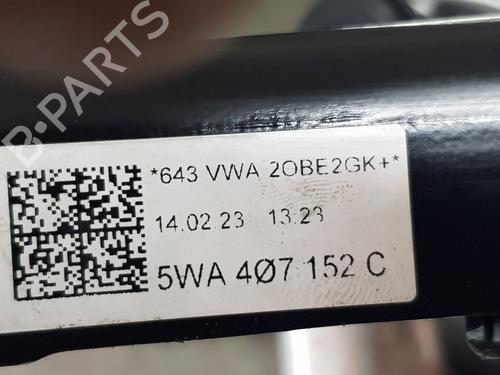 B-PARTS
*643 VWA 2OBE2GK+*
14.02.23 13:23
5WA 4Ø7 152 C